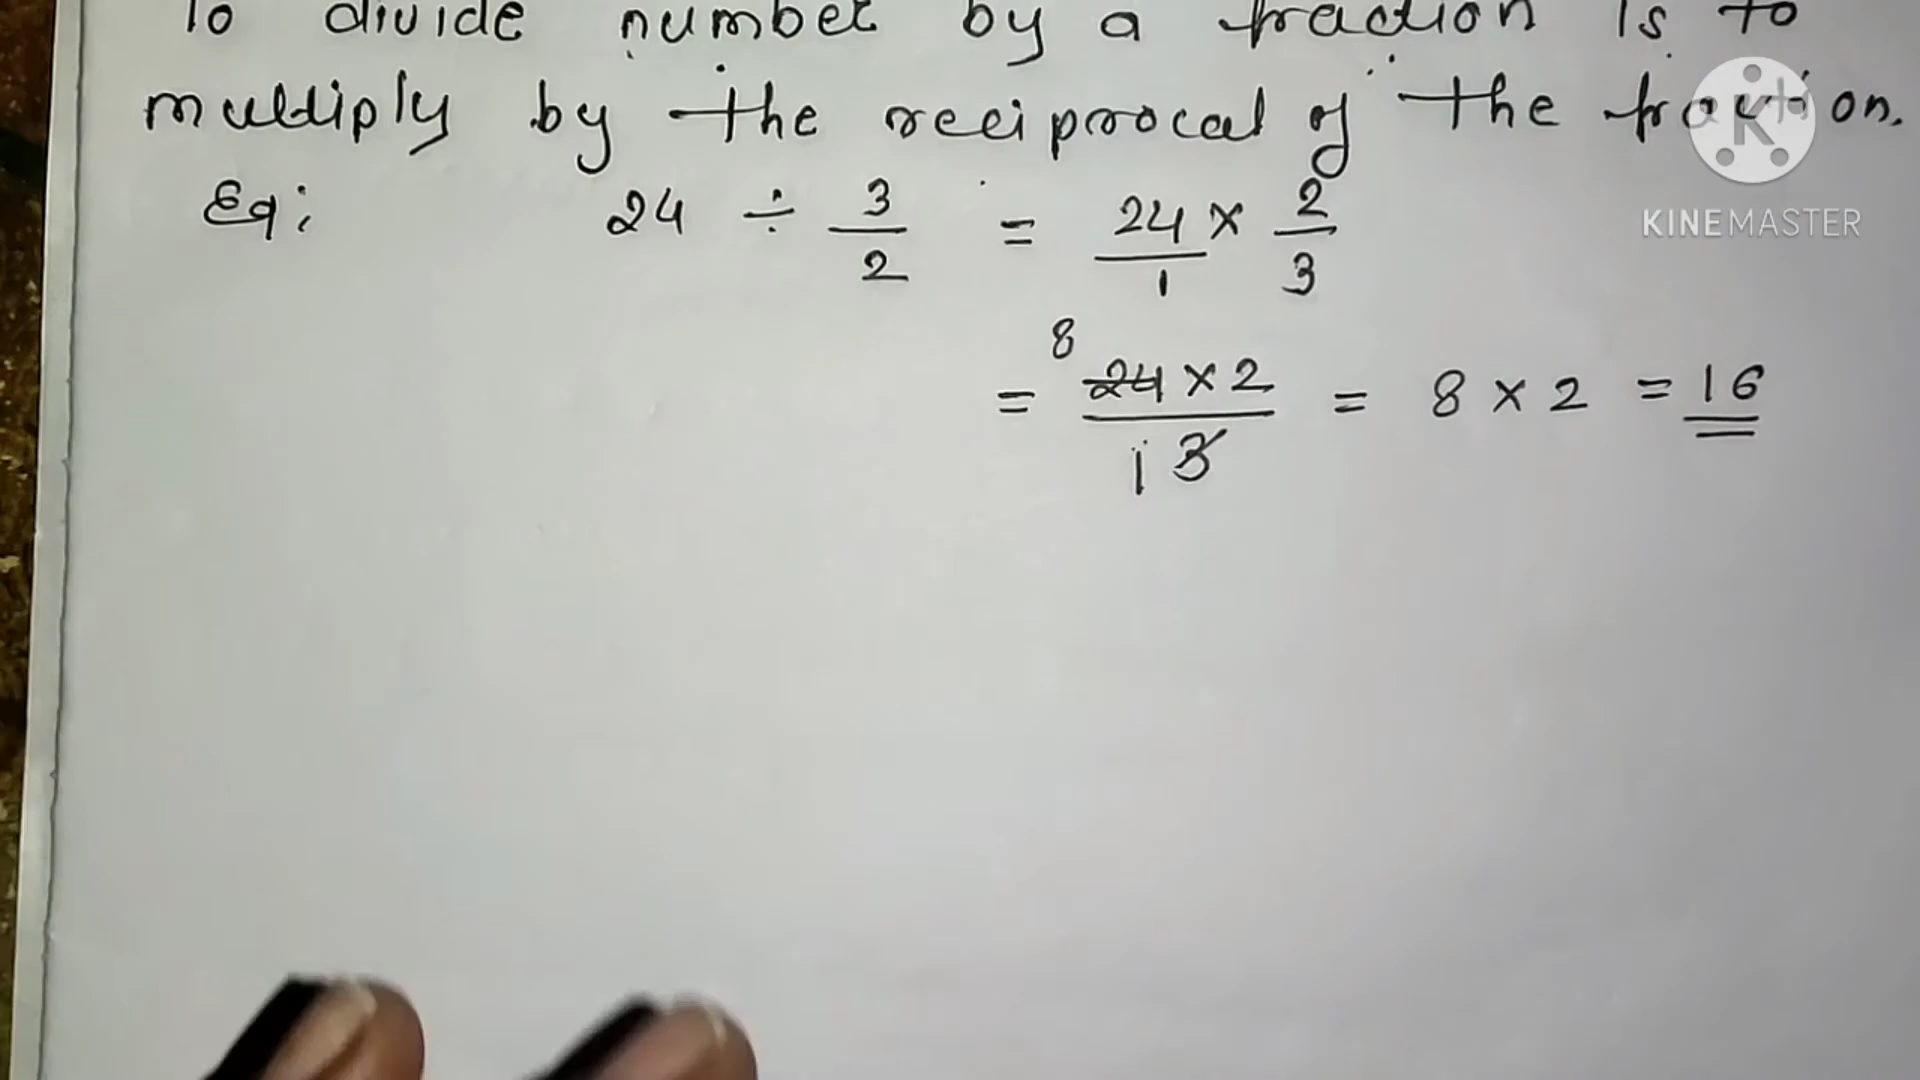 To divide number by a fraction is to
multiply by the reciprocal of the fraction.
Eg: 24 ÷ 3/2 = 24/1 × 2/3
= 8 24 × 2 / 1 3 = 8 × 2 = 16
KINEMASTER